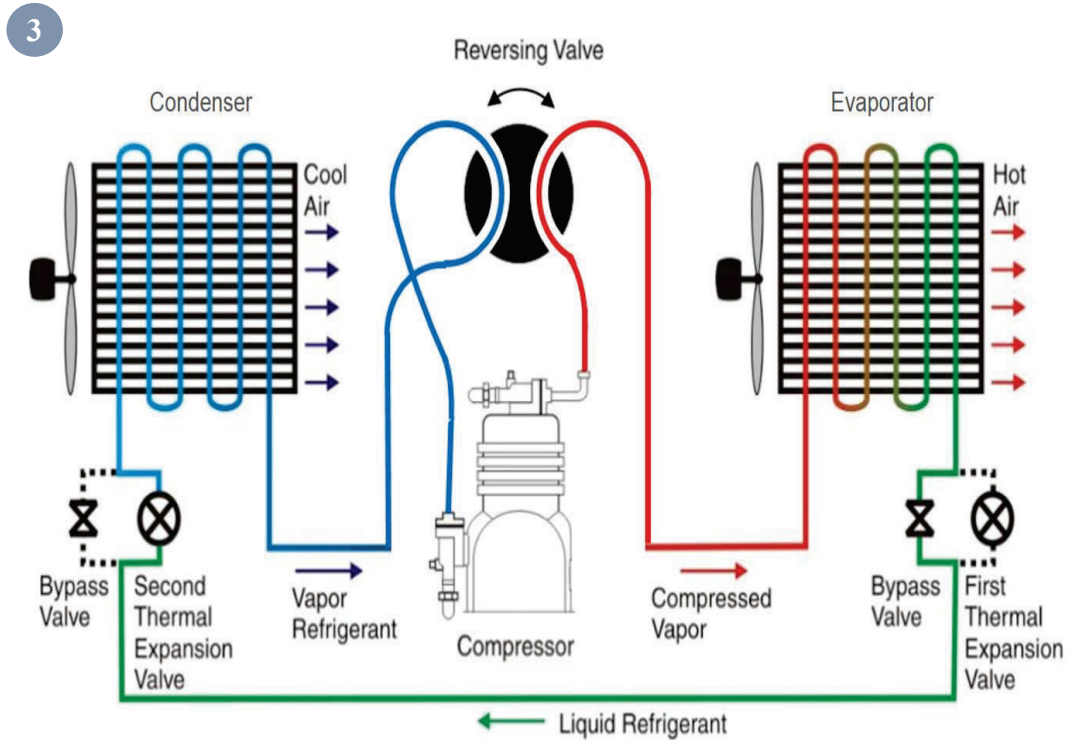 3
Reversing Valve
Condenser
Evaporator
Cool
Air
Hot
Air
Bypass
Valve
Second
Thermal
Expansion
Valve
Vapor
Refrigerant
Compressor
Compressed
Vapor
Bypass
Valve
First
Thermal
Expansion
Valve
Liquid Refrigerant